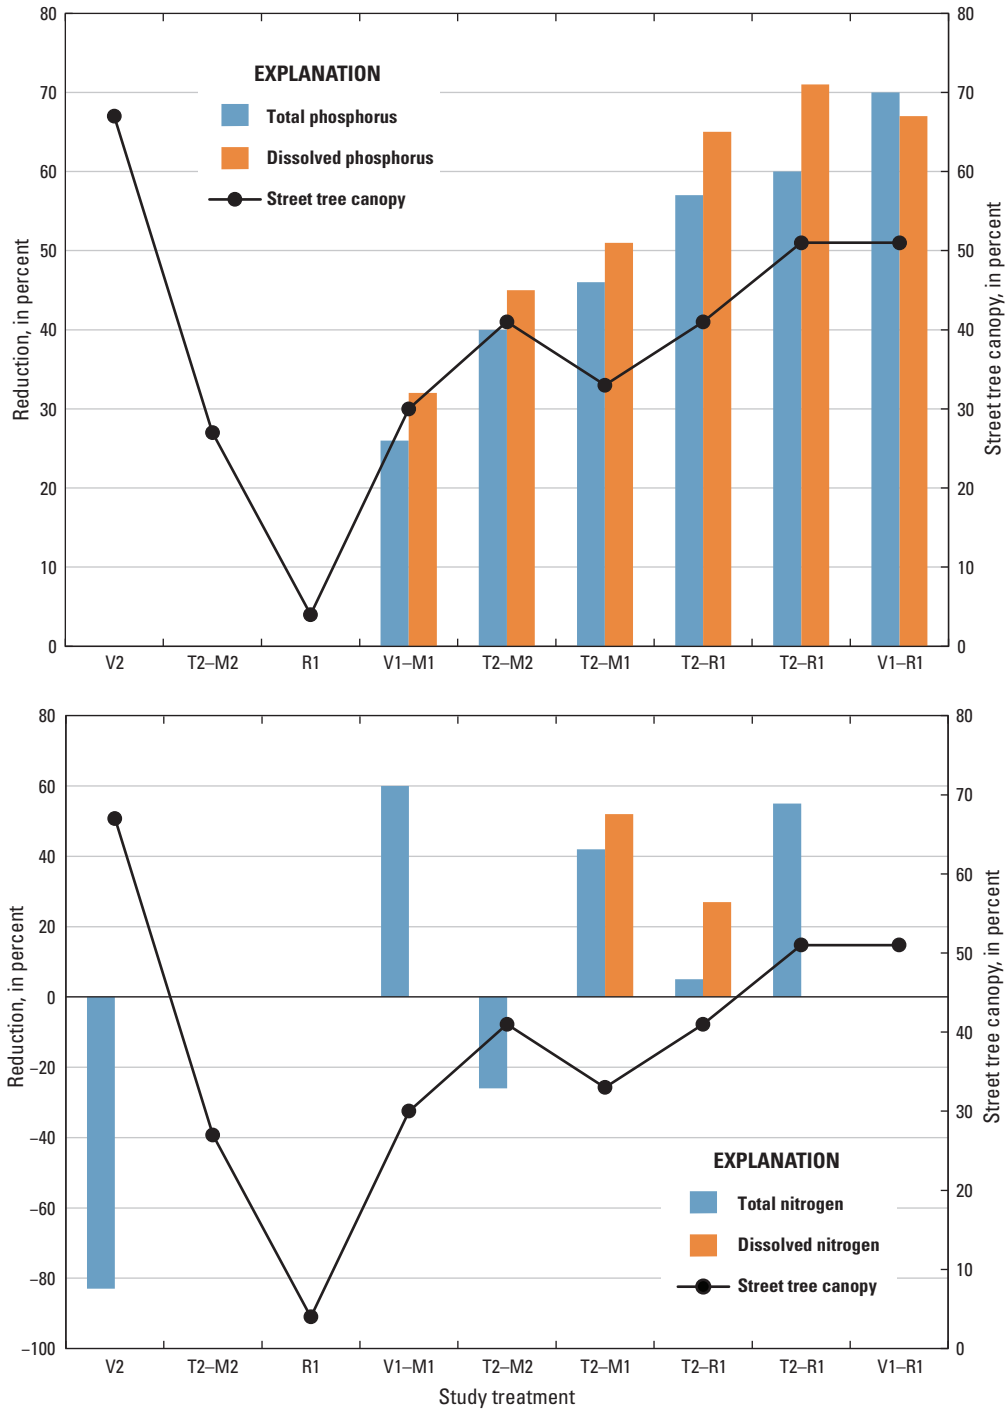 80
70
60
50
40
30
20
10
0
Reduction, in percent
EXPLANATION
Total phosphorus
Dissolved phosphorus
Street tree canopy
80
70
60
50
40
30
20
10
0
Street tree canopy, in percent
V2 T2–M2 R1 V1–M1 T2–M2 T2–M1 T2–R1 T2–R1 V1–R1
80
60
40
20
0
–20
–40
–60
–80
–100
Reduction, in percent
EXPLANATION
Total nitrogen
Dissolved nitrogen
Street tree canopy
80
70
60
50
40
30
20
10
0
Street tree canopy, in percent
V2 T2–M2 R1 V1–M1 T2–M2 T2–M1 T2–R1 T2–R1 V1–R1
Study treatment